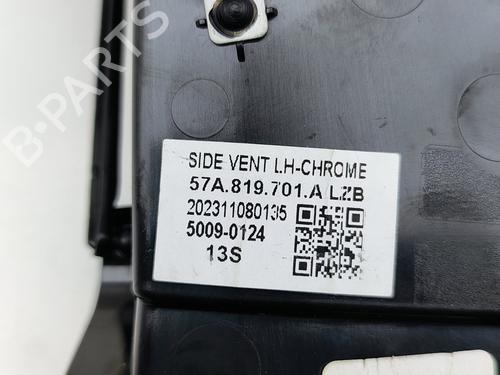 B-PARTS
SIDE VENT LH-CHROME
57A.819.701.A LZB
202311080135
5009-0124
13S